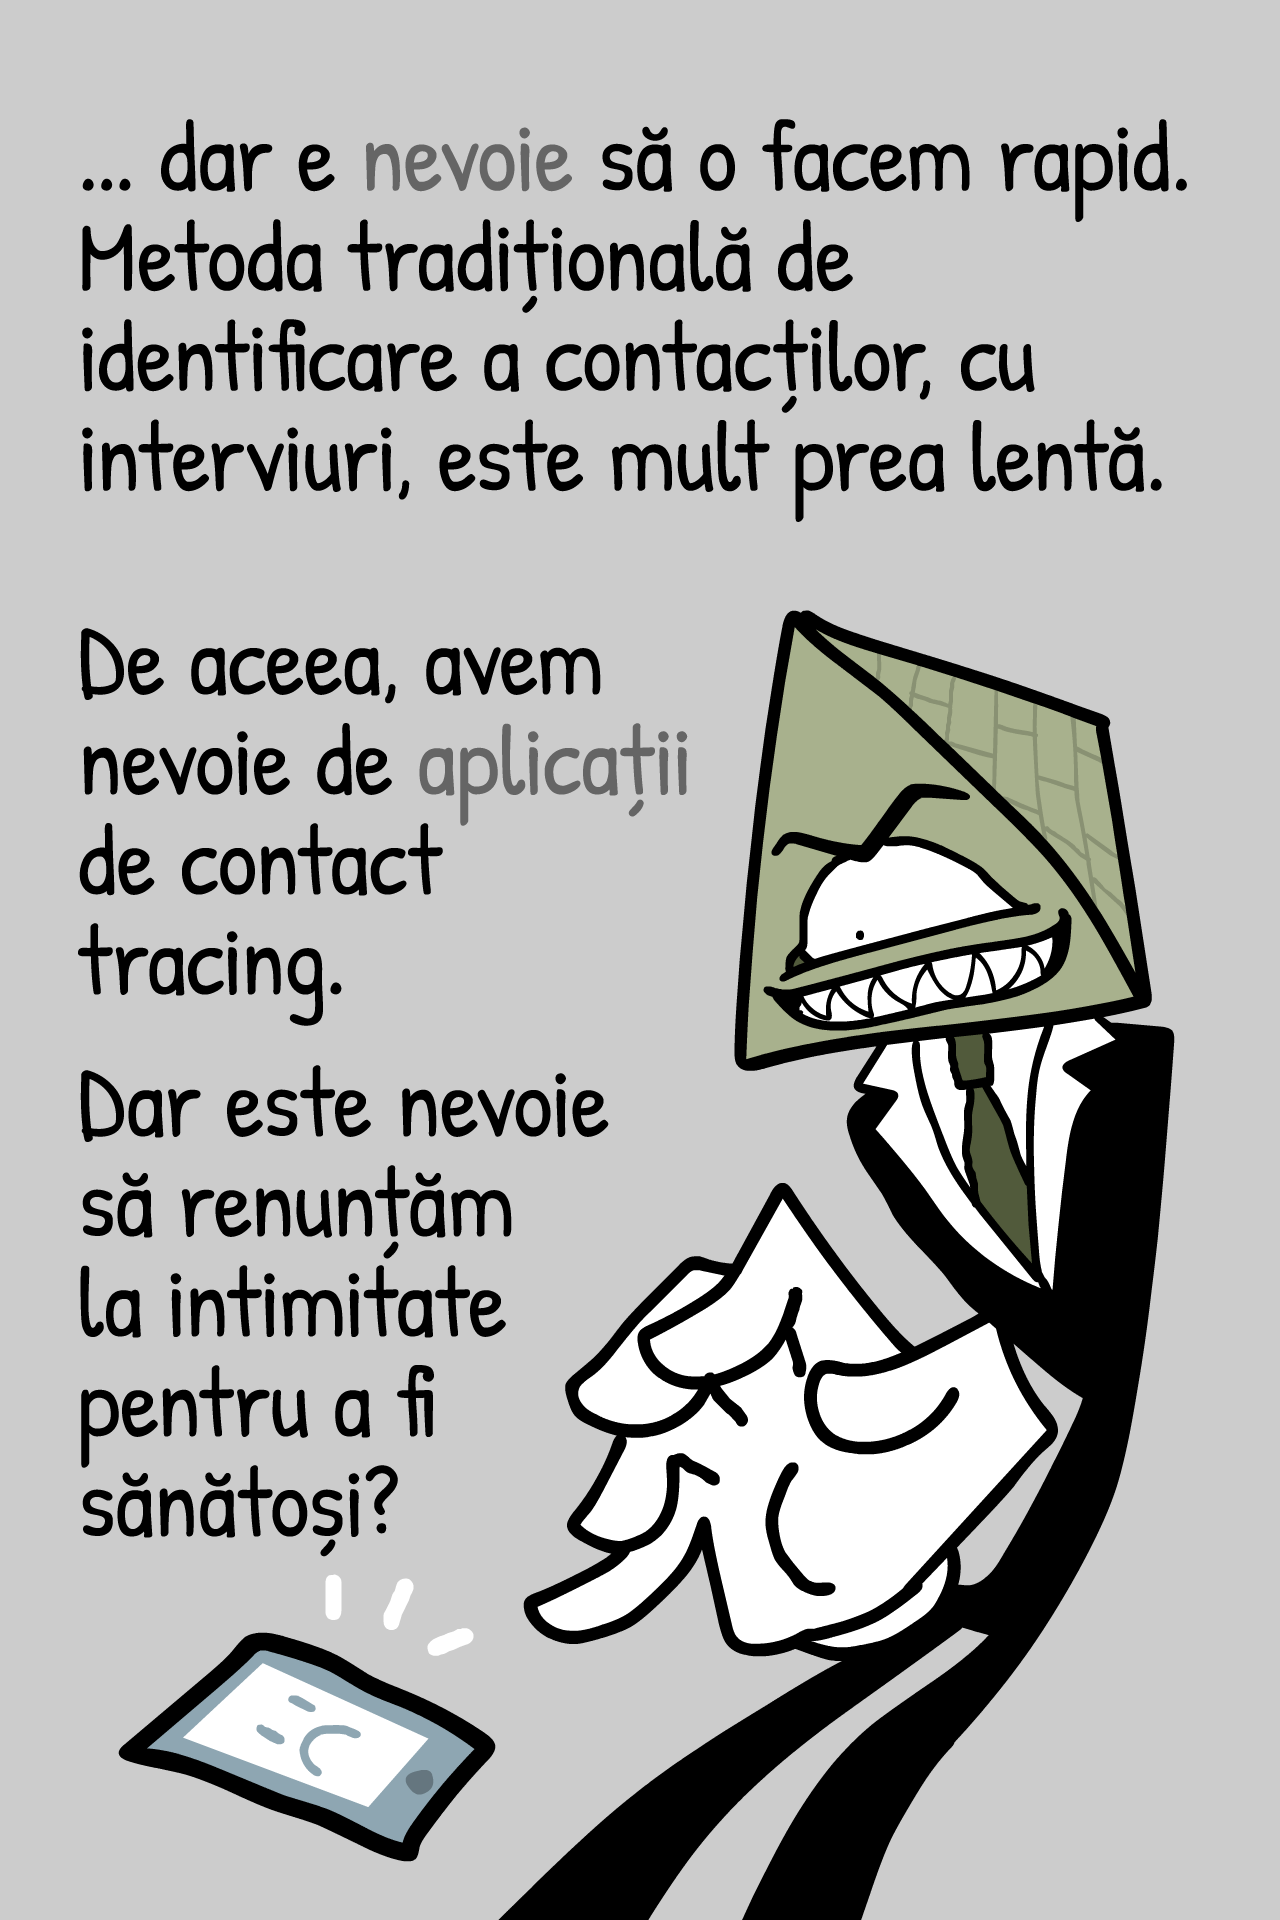 ... dar e nevoie să o facem rapid.
Metoda tradițională de
identificare a contacților, cu
interviuri, este mult prea lentă.
De aceea, avem
nevoie de aplicații
de contact
tracing.
Dar este nevoie
să renunțăm
la intimitate
pentru a fi
sănătoși?